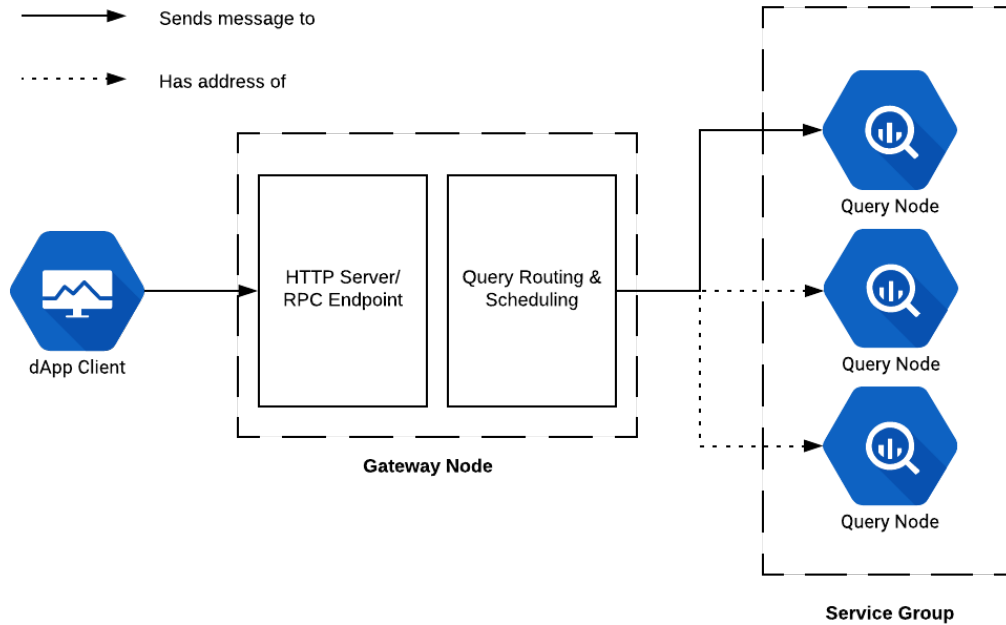 Sends message to
Has address of
HTTP Server/
RPC Endpoint
Query Routing &
Scheduling
dApp Client
Gateway Node
Query Node
Query Node
Query Node
Service Group